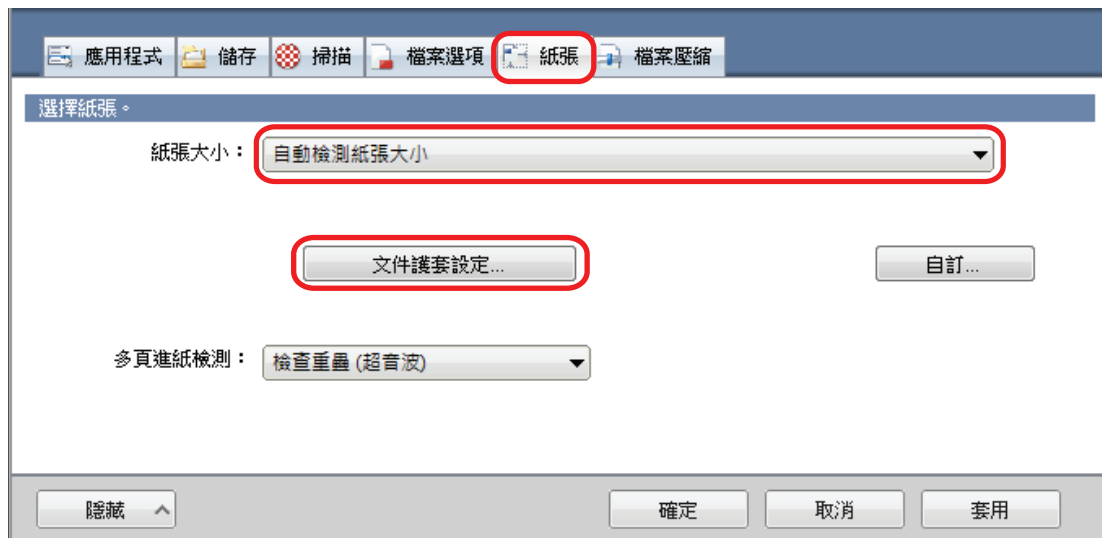 應用程式 儲存 掃描 檔案選項 紙張 檔案壓縮
選擇紙張。
紙張大小： 自動檢測紙張大小
文件護套設定... 自訂...
多頁進紙檢測： 檢查重疊 (超音波)
隱藏 確定 取消 套用